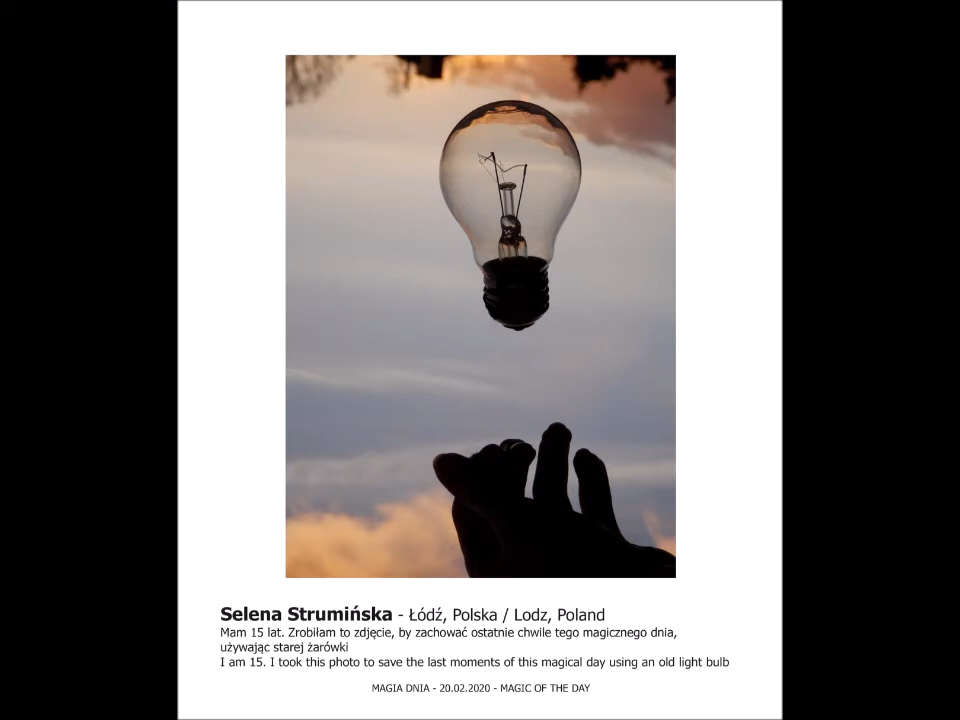 Selena Strumińska - Łódź, Polska / Lodz, Poland
Mam 15 lat. Zrobiłam to zdjęcie, by zachować ostatnie chwile tego magicznego dnia,
używając starej żarówki
I am 15. I took this photo to save the last moments of this magical day using an old light bulb
MAGIA DNIA - 20.02.2020 - MAGIC OF THE DAY